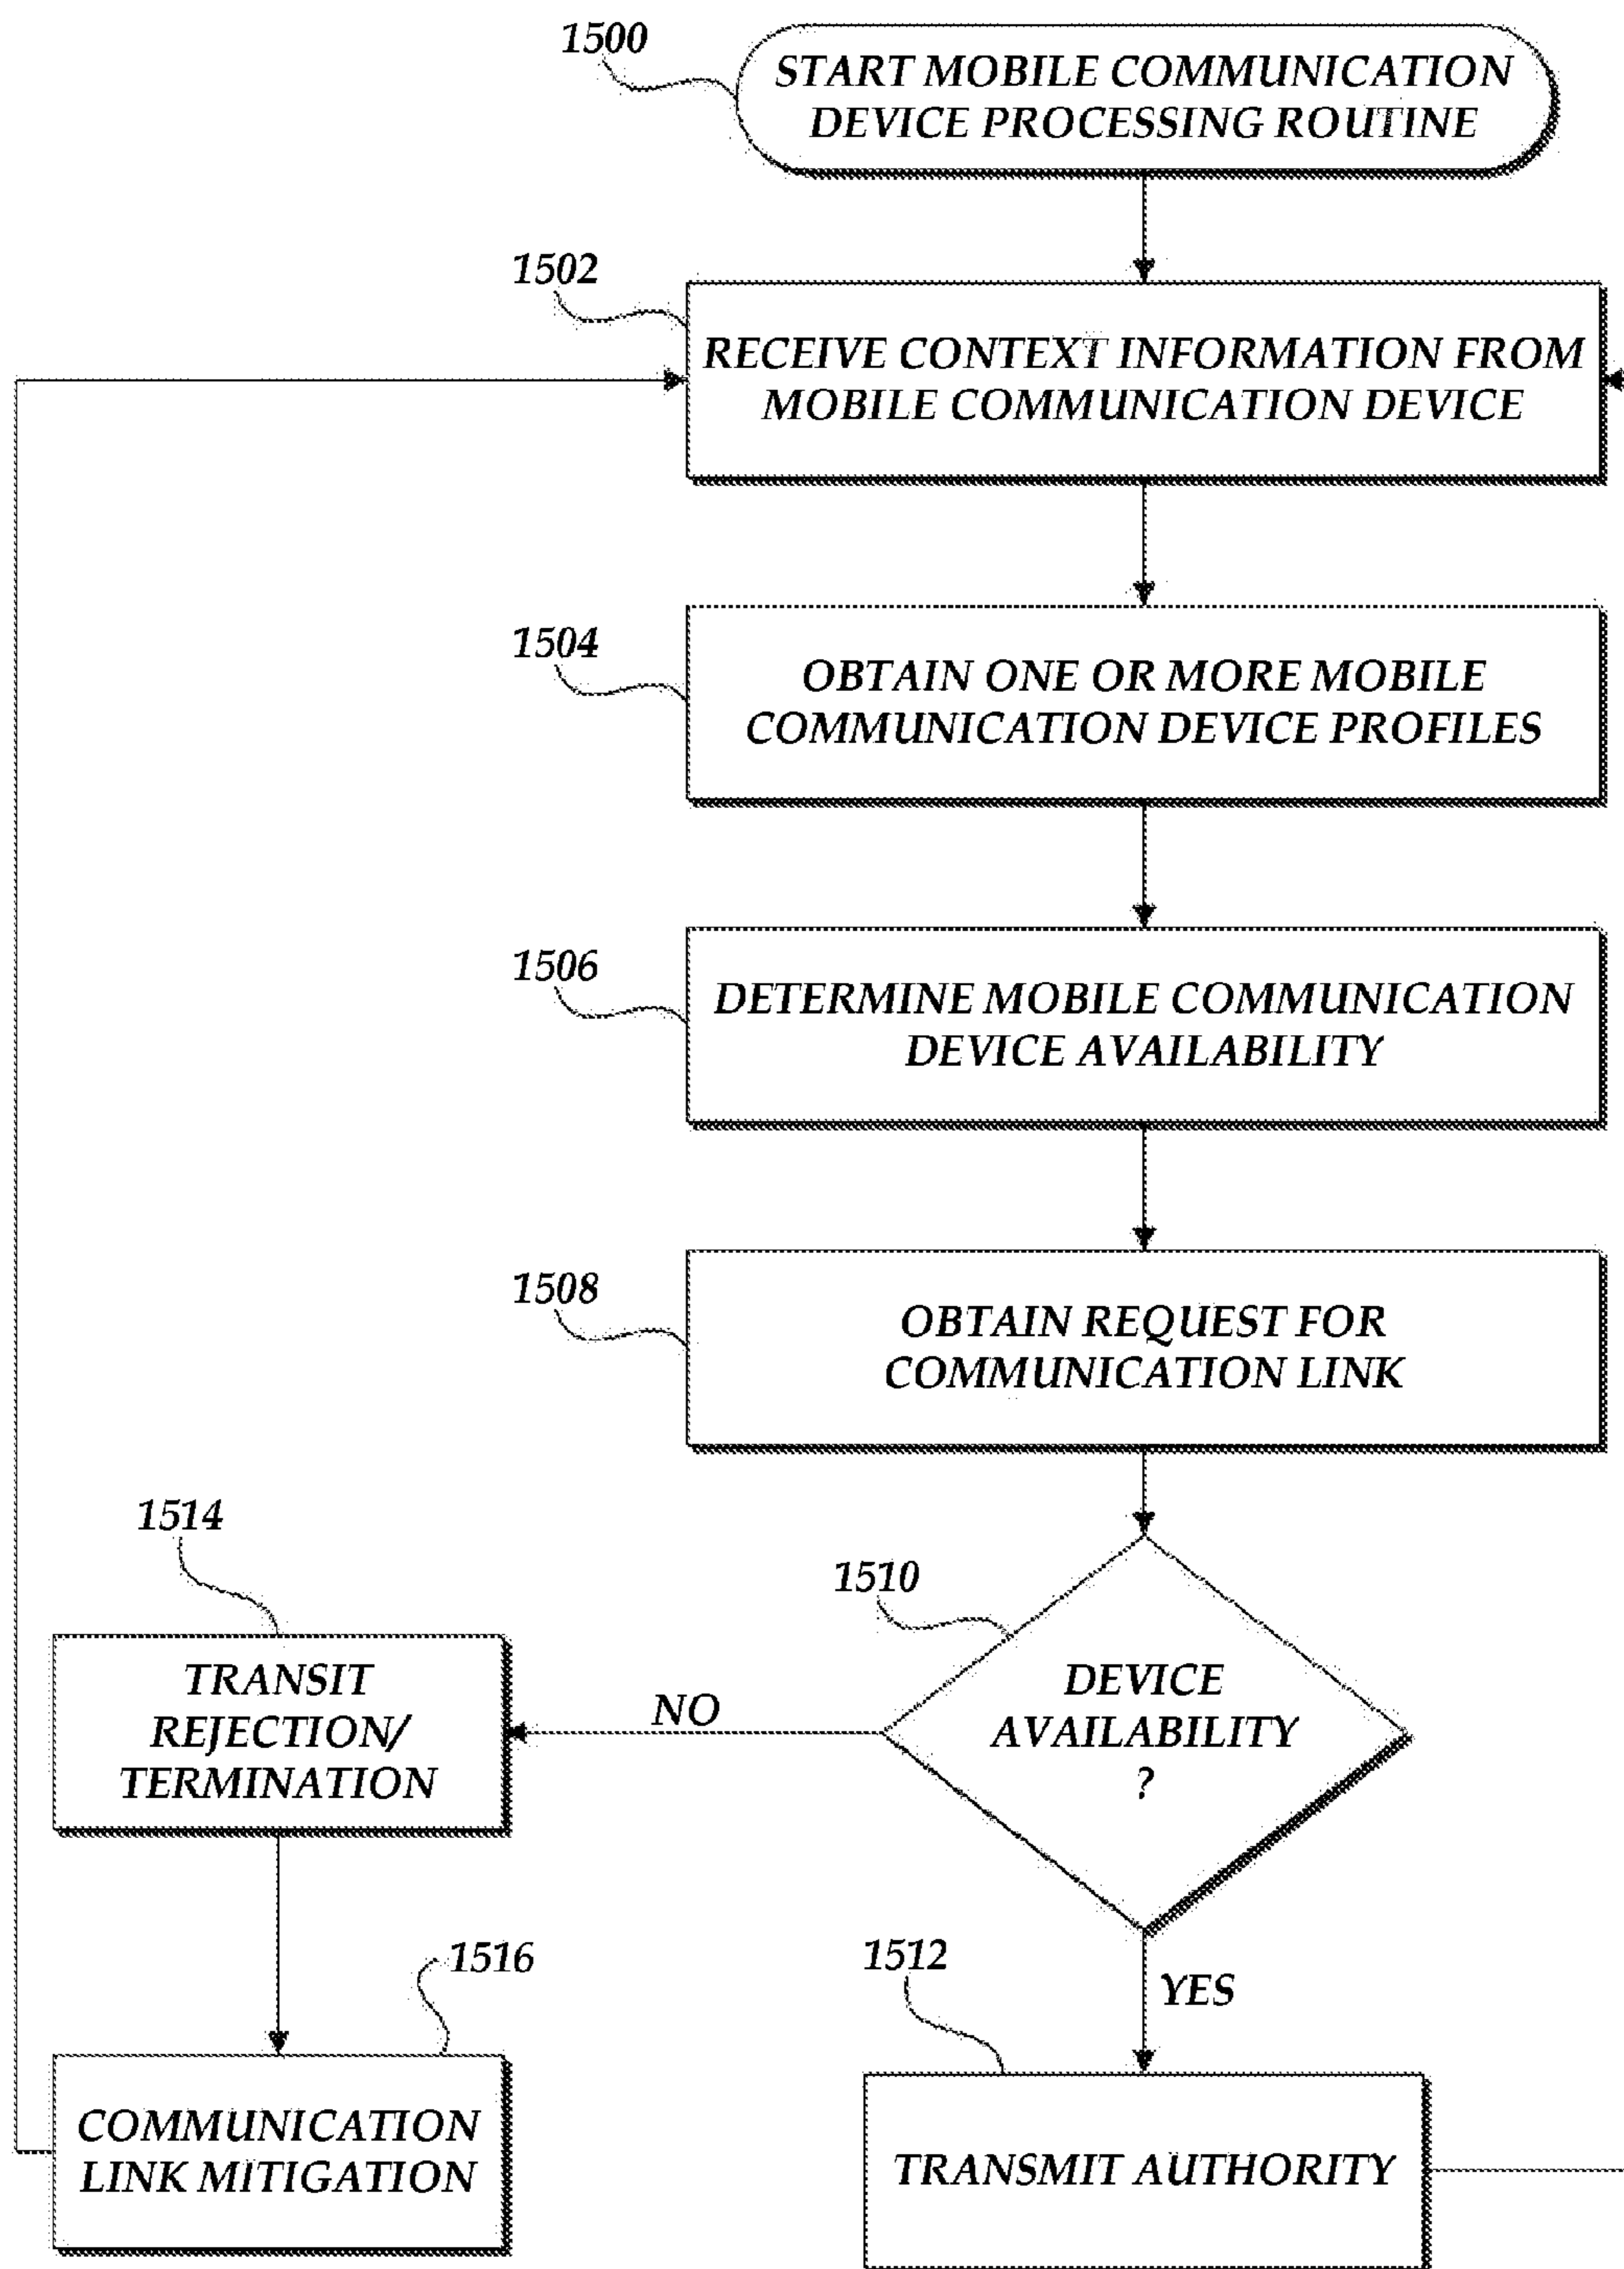 1500
START MOBILE COMMUNICATION
DEVICE PROCESSING ROUTINE
1502
RECEIVE CONTEXT INFORMATION FROM
MOBILE COMMUNICATION DEVICE
1504
OBTAIN ONE OR MORE MOBILE
COMMUNICATION DEVICE PROFILES
1506
DETERMINE MOBILE COMMUNICATION
DEVICE AVAILABILITY
1508
OBTAIN REQUEST FOR
COMMUNICATION LINK
1510
DEVICE
AVAILABILITY
?
NO
1514
TRANSIT
REJECTION/
TERMINATION
1516
COMMUNICATION
LINK MITIGATION
YES
1512
TRANSMIT AUTHORITY